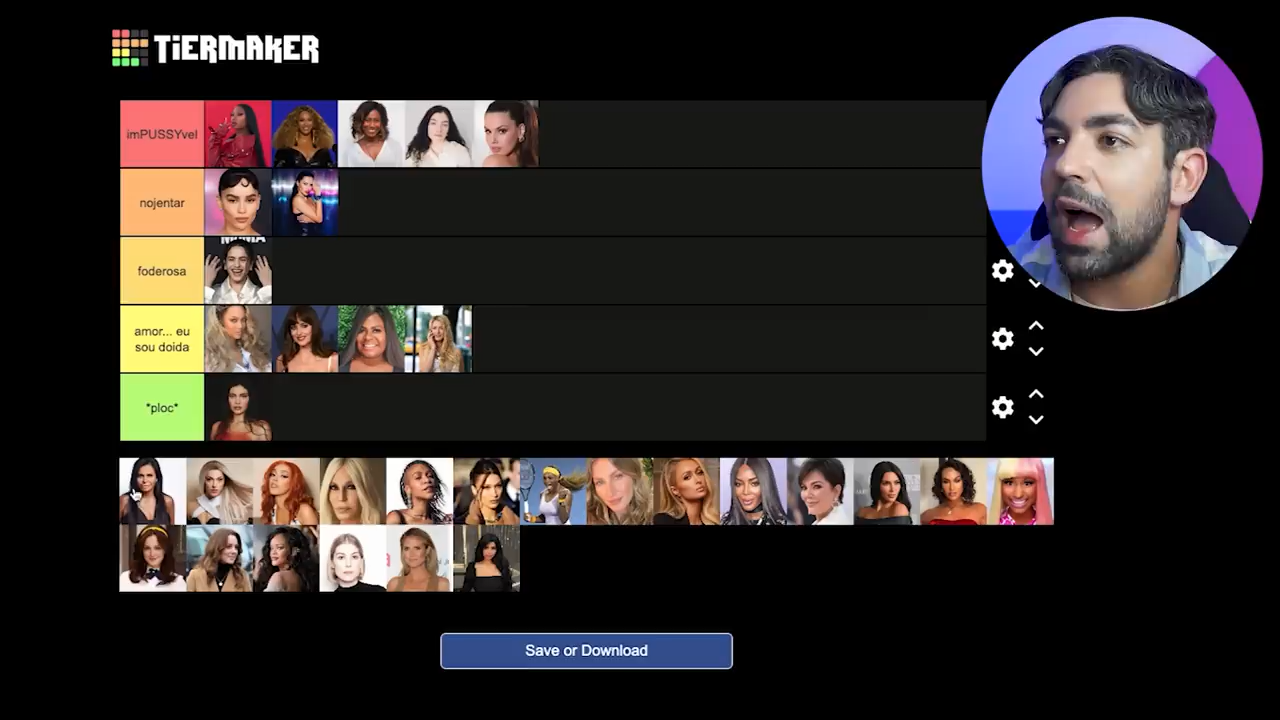 TiERMAKER
imPUSSYvel
nojentar
foderosa
amor... eu
sou doida
*ploc*
Save or Download